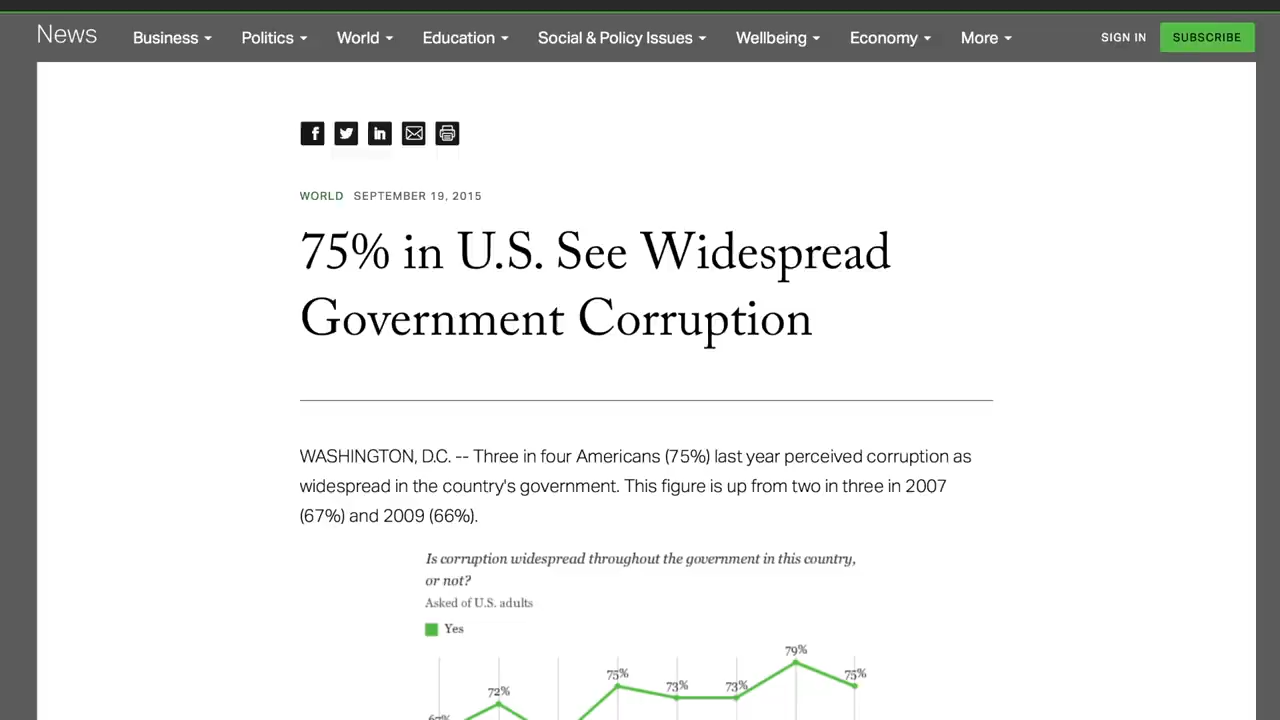 News
Business Politics World Education Social & Policy Issues Wellbeing Economy More SIGN IN SUBSCRIBE
WORLD SEPTEMBER 19, 2015
75% in U.S. See Widespread
Government Corruption
WASHINGTON, D.C. -- Three in four Americans (75%) last year perceived corruption as
widespread in the country's government. This figure is up from two in three in 2007
(67%) and 2009 (66%).
Is corruption widespread throughout the government in this country,
or not?
Asked of U.S. adults
Yes
79%
75% 73% 73% 75%
72%
67%